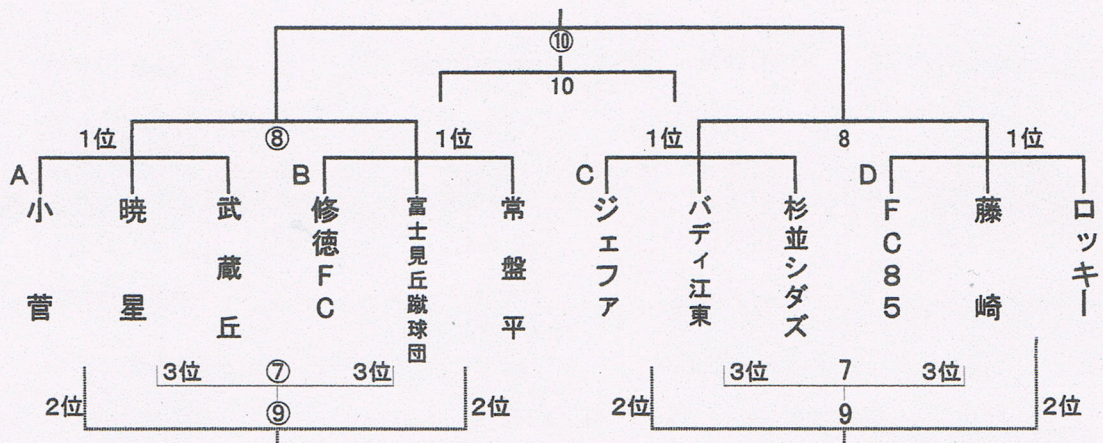 ⑩
10
1位 ⑧ 1位 1位 8 1位
A B C D
小菅
暁星
武蔵丘
修徳FC
富士見丘蹴球団
常盤平
ジェファ
バディ江東
杉並シダズ
FC85
藤崎
ロッキー
3位 ⑦ 3位 3位 7 3位
2位 ⑨ 2位 2位 9 2位